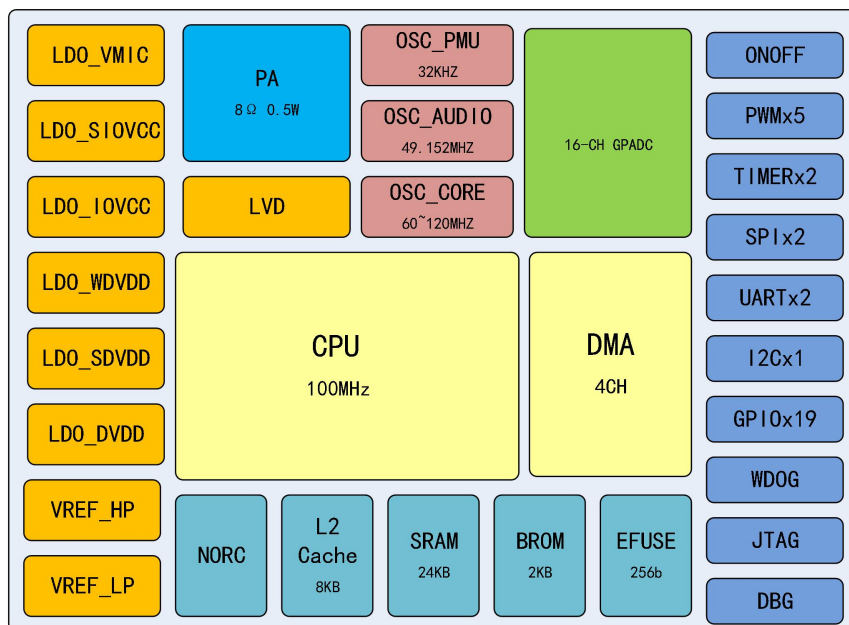 LDO_VMIC
LDO_SIOVCC
LDO_IOVCC
LDO_WDVDD
LDO_SDVDD
LDO_DVDD
VREF_HP
VREF_LP
PA
8Ω 0.5W
LVD
OSC_PMU
32KHZ
OSC_AUDIO
49.152MHZ
OSC_CORE
60~120MHZ
16-CH GPADC
CPU
100MHz
DMA
4CH
NORC
L2
Cache
8KB
SRAM
24KB
BROM
2KB
EFUSE
256b
ONOFF
PWMx5
TIMERx2
SPIx2
UARTx2
I2Cx1
GPIOx19
WDOG
JTAG
DBG